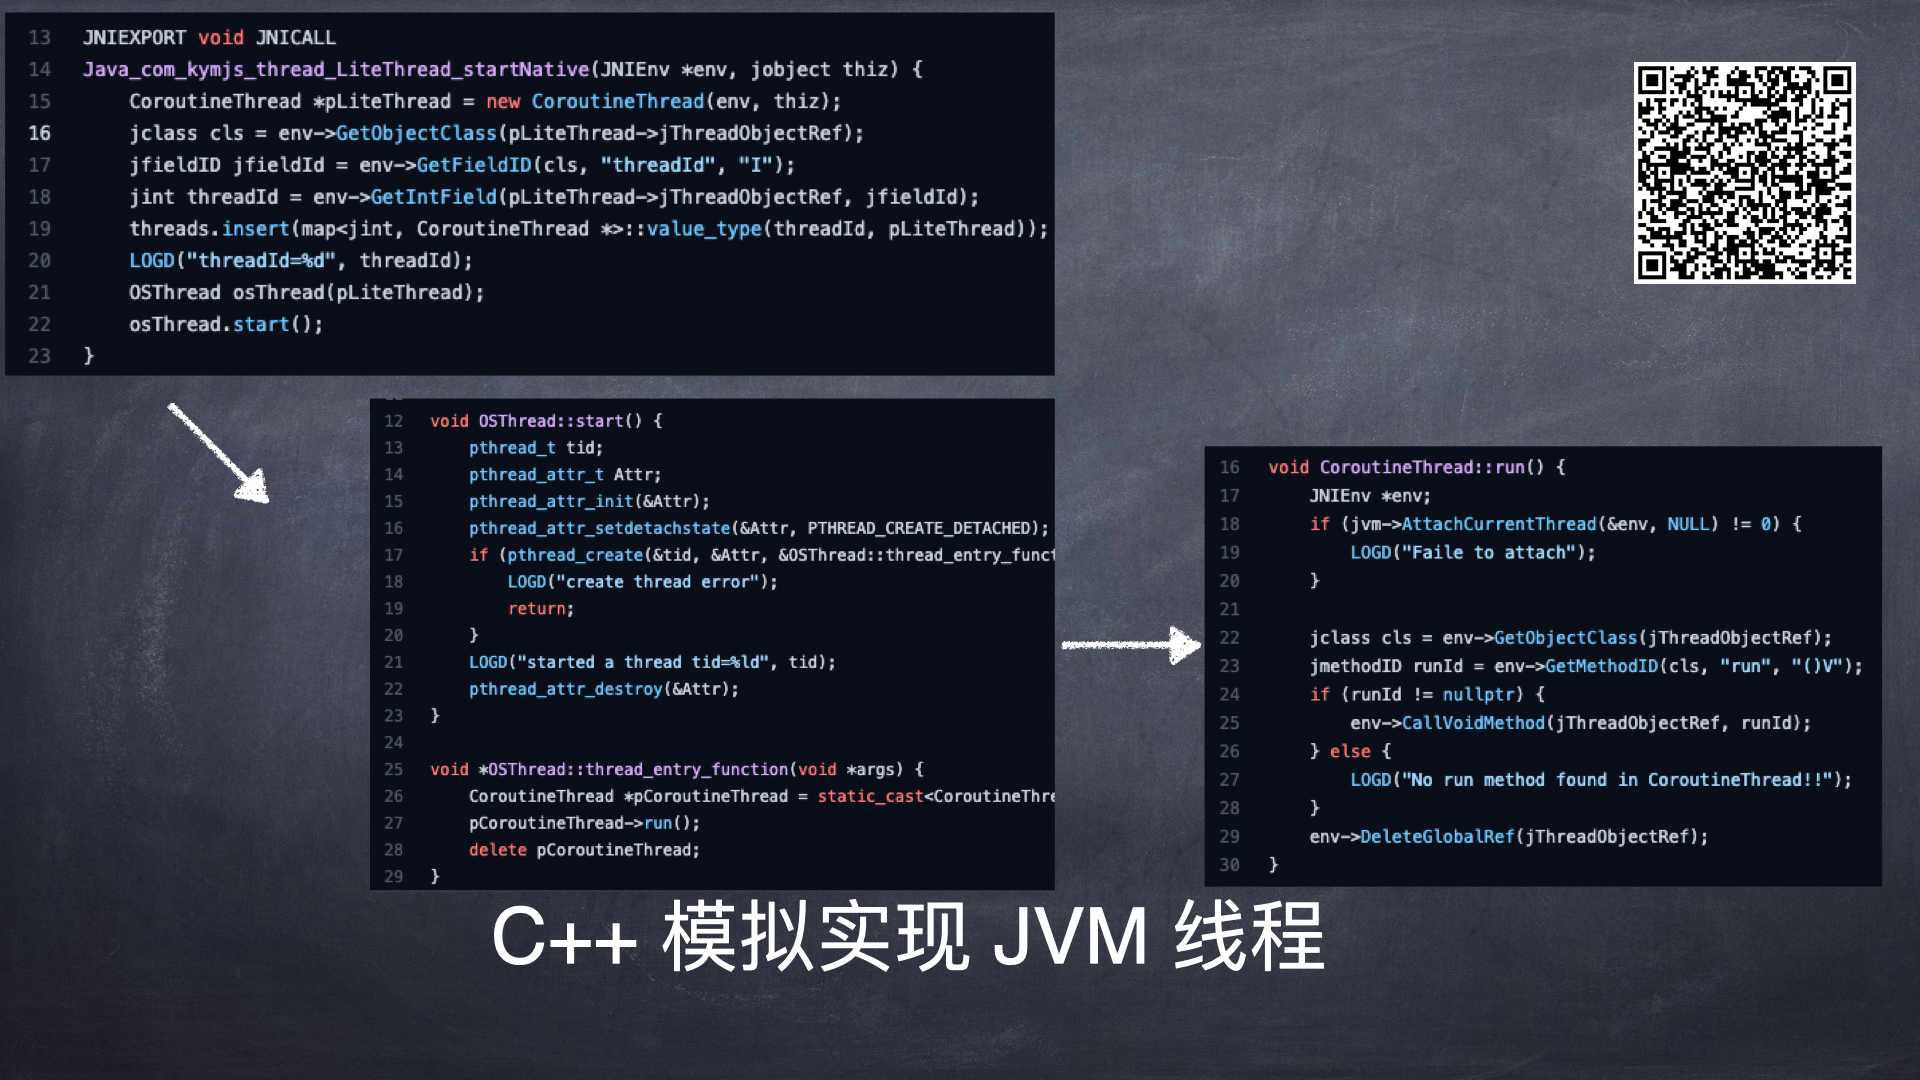 13 JNIEXPORT void JNICALL
14 Java_com_kymjs_thread_LiteThread_startNative(JNIEnv *env, jobject thiz) {
15 CoroutineThread *pLiteThread = new CoroutineThread(env, thiz);
16 jclass cls = env->GetObjectClass(pLiteThread->jThreadObjectRef);
17 jfieldID jfieldId = env->GetFieldID(cls, "threadId", "I");
18 jint threadId = env->GetIntField(pLiteThread->jThreadObjectRef, jfieldId);
19 threads.insert(map<jint, CoroutineThread *>::value_type(threadId, pLiteThread));
20 LOGD("threadId=%d", threadId);
21 OSThread osThread(pLiteThread);
22 osThread.start();
23 }
12 void OSThread::start() {
13 pthread_t tid;
14 pthread_attr_t Attr;
15 pthread_attr_init(&Attr);
16 pthread_attr_setdetachstate(&Attr, PTHREAD_CREATE_DETACHED);
17 if (pthread_create(&tid, &Attr, &OSThread::thread_entry_funct
18 LOGD("create thread error");
19 return;
20 }
21 LOGD("started a thread tid=%ld", tid);
22 pthread_attr_destroy(&Attr);
23 }
24
25 void *OSThread::thread_entry_function(void *args) {
26 CoroutineThread *pCoroutineThread = static_cast<CoroutineThre
27 pCoroutineThread->run();
28 delete pCoroutineThread;
29 }
16 void CoroutineThread::run() {
17 JNIEnv *env;
18 if (jvm->AttachCurrentThread(&env, NULL) != 0) {
19 LOGD("Faile to attach");
20 }
21
22 jclass cls = env->GetObjectClass(jThreadObjectRef);
23 jmethodID runId = env->GetMethodID(cls, "run", "()V");
24 if (runId != nullptr) {
25 env->CallVoidMethod(jThreadObjectRef, runId);
26 } else {
27 LOGD("No run method found in CoroutineThread!!");
28 }
29 env->DeleteGlobalRef(jThreadObjectRef);
30 }
C++ 模拟实现 JVM 线程